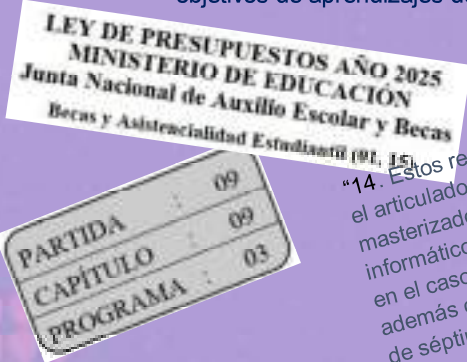 objetivos de aprendizajes d
LEY DE PRESUPUESTOS AÑO 2025
MINISTERIO DE EDUCACIÓN
Junta Nacional de Auxilio Escolar y Becas
Becas y Asistencialidad Estudiantil (01, 15)
PARTIDA : 09
CAPÍTULO : 09
PROGRAMA : 03
"14. Estos re
el articulado
masterizado
informático
en el caso
además d
de séptim